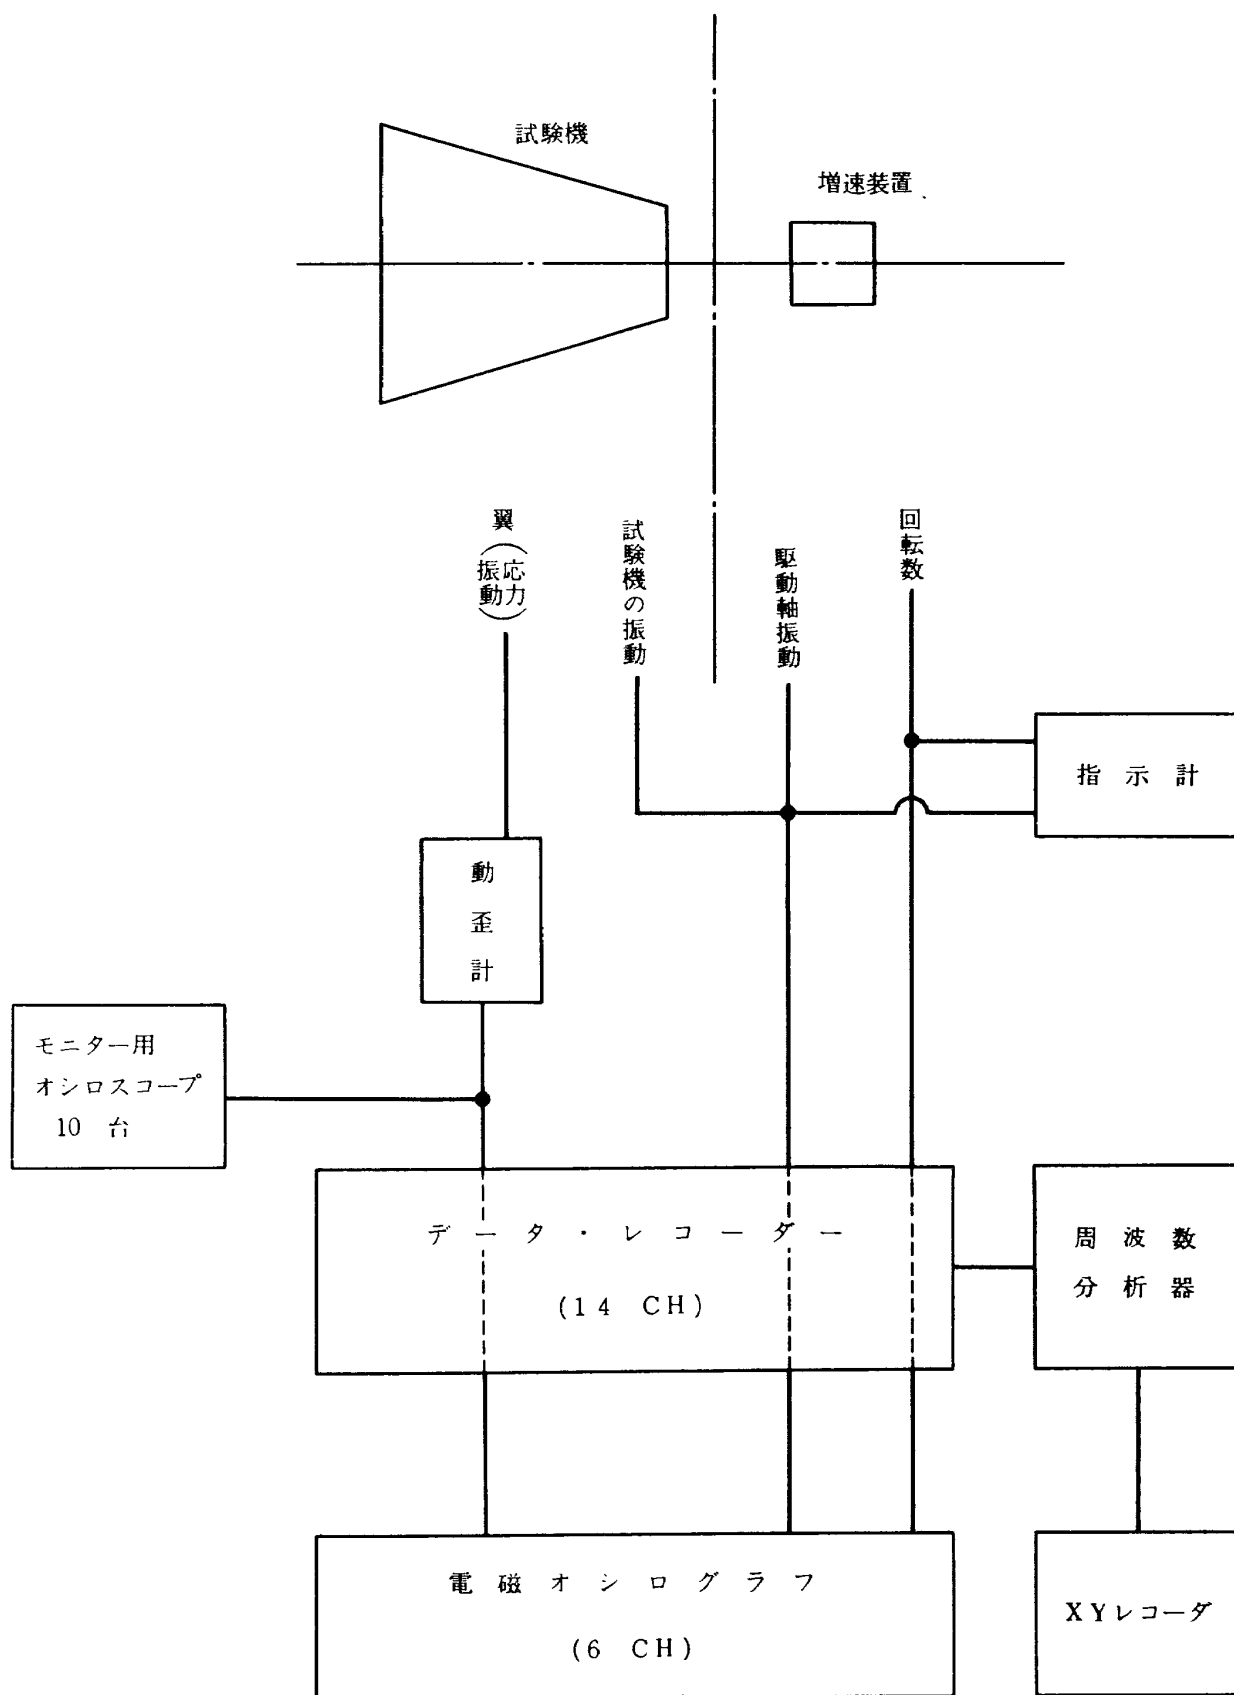 試験機
増速装置
翼
(応力
振動)
試験機の振動
駆動軸振動
回転数
指示計
動歪計
モニター用
オシロスコープ
10 台
データ・レコーダー
(14 CH)
周波数
分析器
電磁オシログラフ
(6 CH)
XYレコーダ